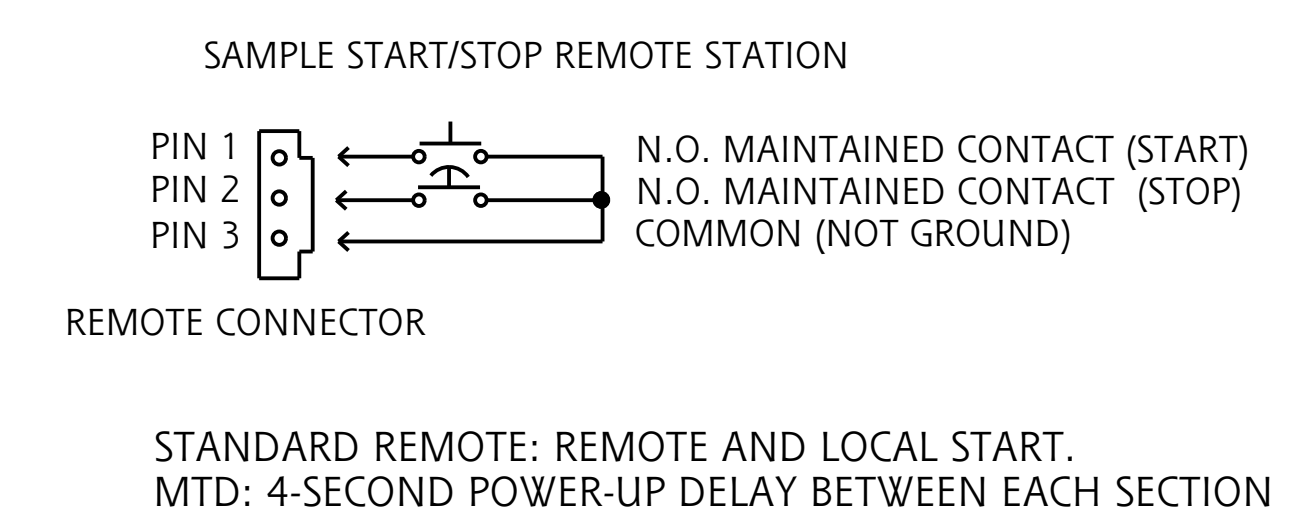 SAMPLE START/STOP REMOTE STATION
PIN 1 N.O. MAINTAINED CONTACT (START)
PIN 2 N.O. MAINTAINED CONTACT (STOP)
PIN 3 COMMON (NOT GROUND)
REMOTE CONNECTOR
STANDARD REMOTE: REMOTE AND LOCAL START.
MTD: 4-SECOND POWER-UP DELAY BETWEEN EACH SECTION